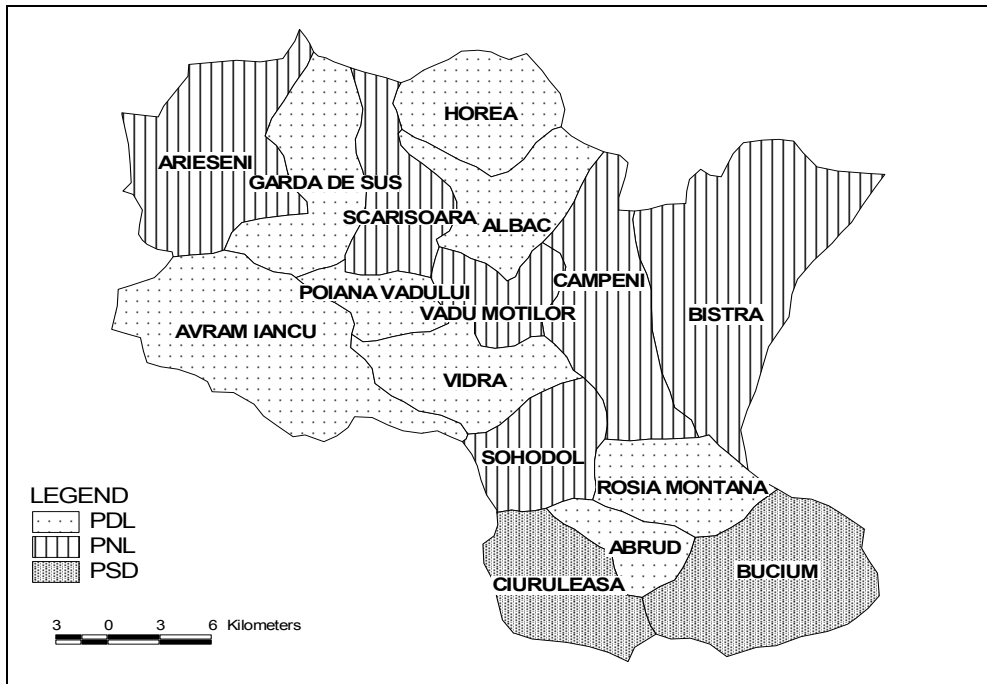 HOREA
ARIESENI
GARDA DE SUS
SCARISOARA
ALBAC
CAMPENI
POIANA VADULUI
VADU MOTILOR
BISTRA
AVRAM IANCU
VIDRA
SOHODOL
ROSIA MONTANA
ABRUD
CIURULEASA
BUCIUM
LEGEND
PDL
PNL
PSD
3 0 3 6 Kilometers